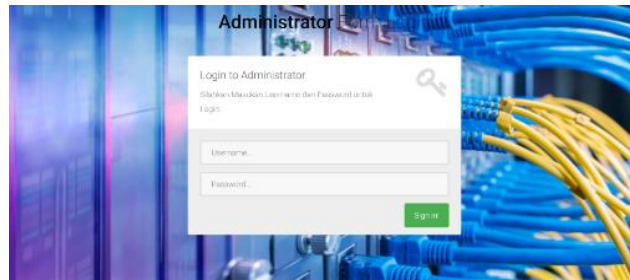 Administrator
Login to Administrator
Silahkan Masukan Username dan Password untuk
Login.
Username...
Password...
Sign in